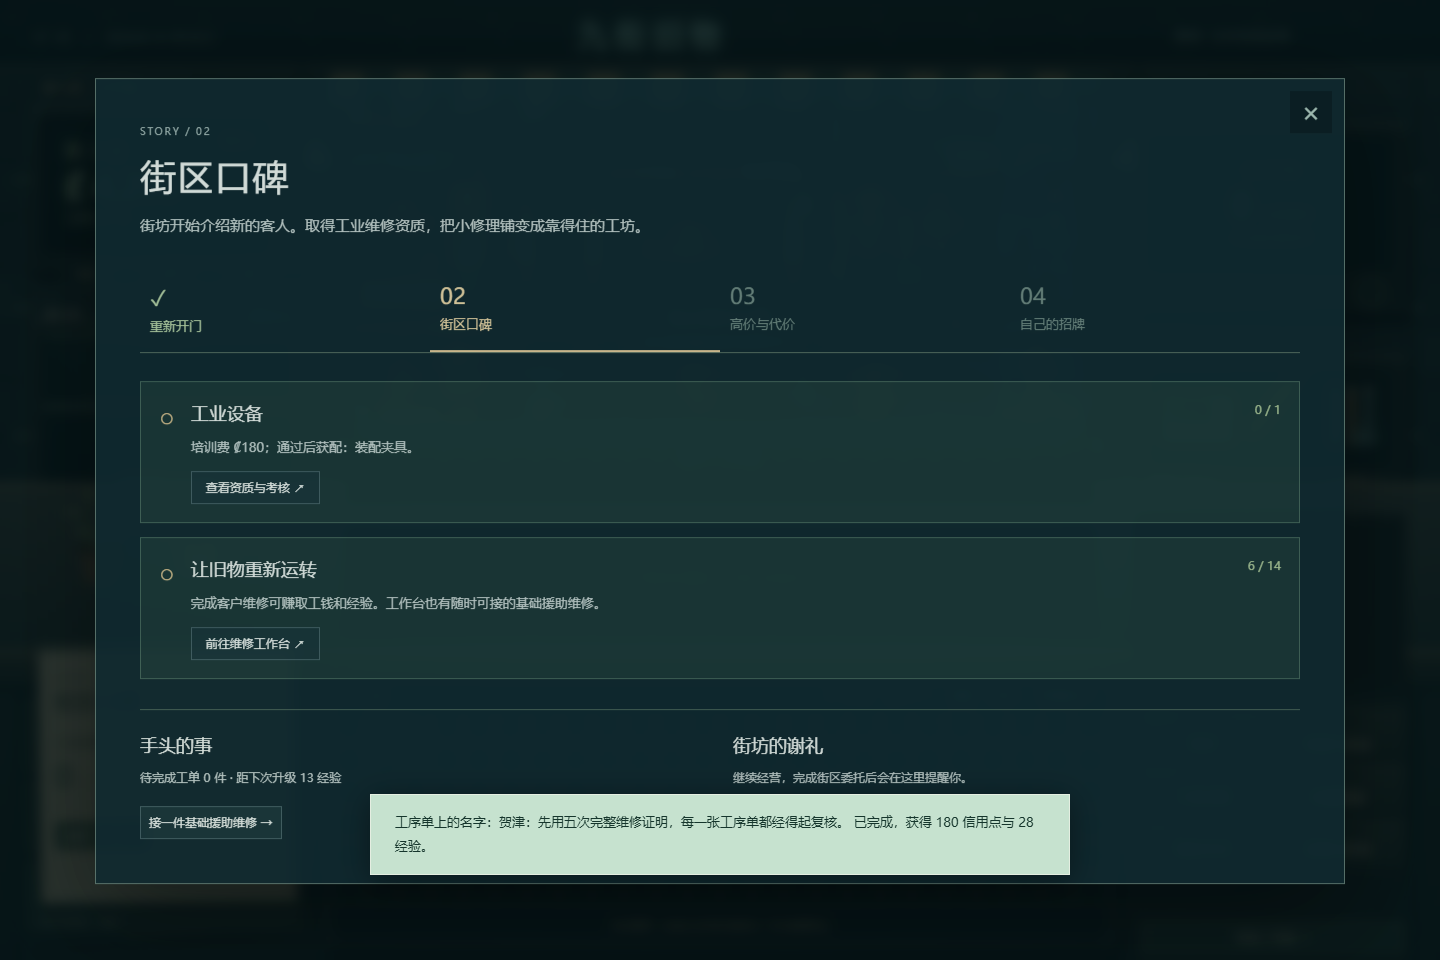 STORY / 02
街区口碑
街坊开始介绍新的客人。取得工业维修资质，把小修理铺变成靠得住的工坊。
✓
重新开门
02
街区口碑
03
高价与代价
04
自己的招牌
工业设备
0 / 1
培训费 ₡180；通过后获配：装配夹具。
查看资质与考核 ↗
让旧物重新运转
6 / 14
完成客户维修可赚取工钱和经验。工作台也有随时可接的基础援助维修。
前往维修工作台 ↗
手头的事
待完成工单 0 件 · 距下次升级 13 经验
接一件基础援助维修 →
街坊的谢礼
继续经营，完成街区委托后会在这里提醒你。
工序单上的名字：贺津：先用五次完整维修证明，每一张工序单都经得起复核。 已完成，获得 180 信用点与 28
经验。